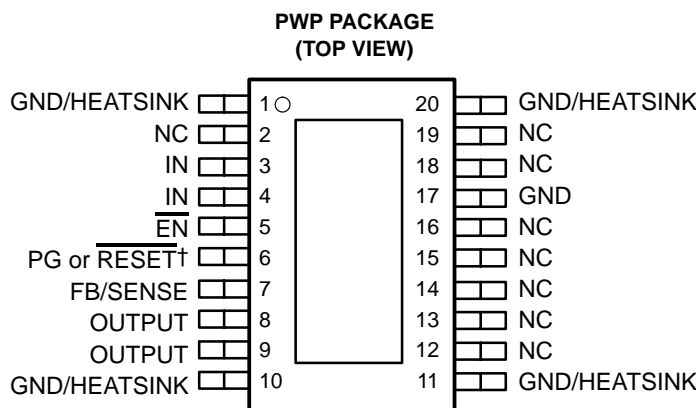 PWP PACKAGE
(TOP VIEW)
GND/HEATSINK 1 20 GND/HEATSINK
NC 2 19 NC
IN 3 18 NC
IN 4 17 GND
EN 5 16 NC
PG or RESET† 6 15 NC
FB/SENSE 7 14 NC
OUTPUT 8 13 NC
OUTPUT 9 12 NC
GND/HEATSINK 10 11 GND/HEATSINK